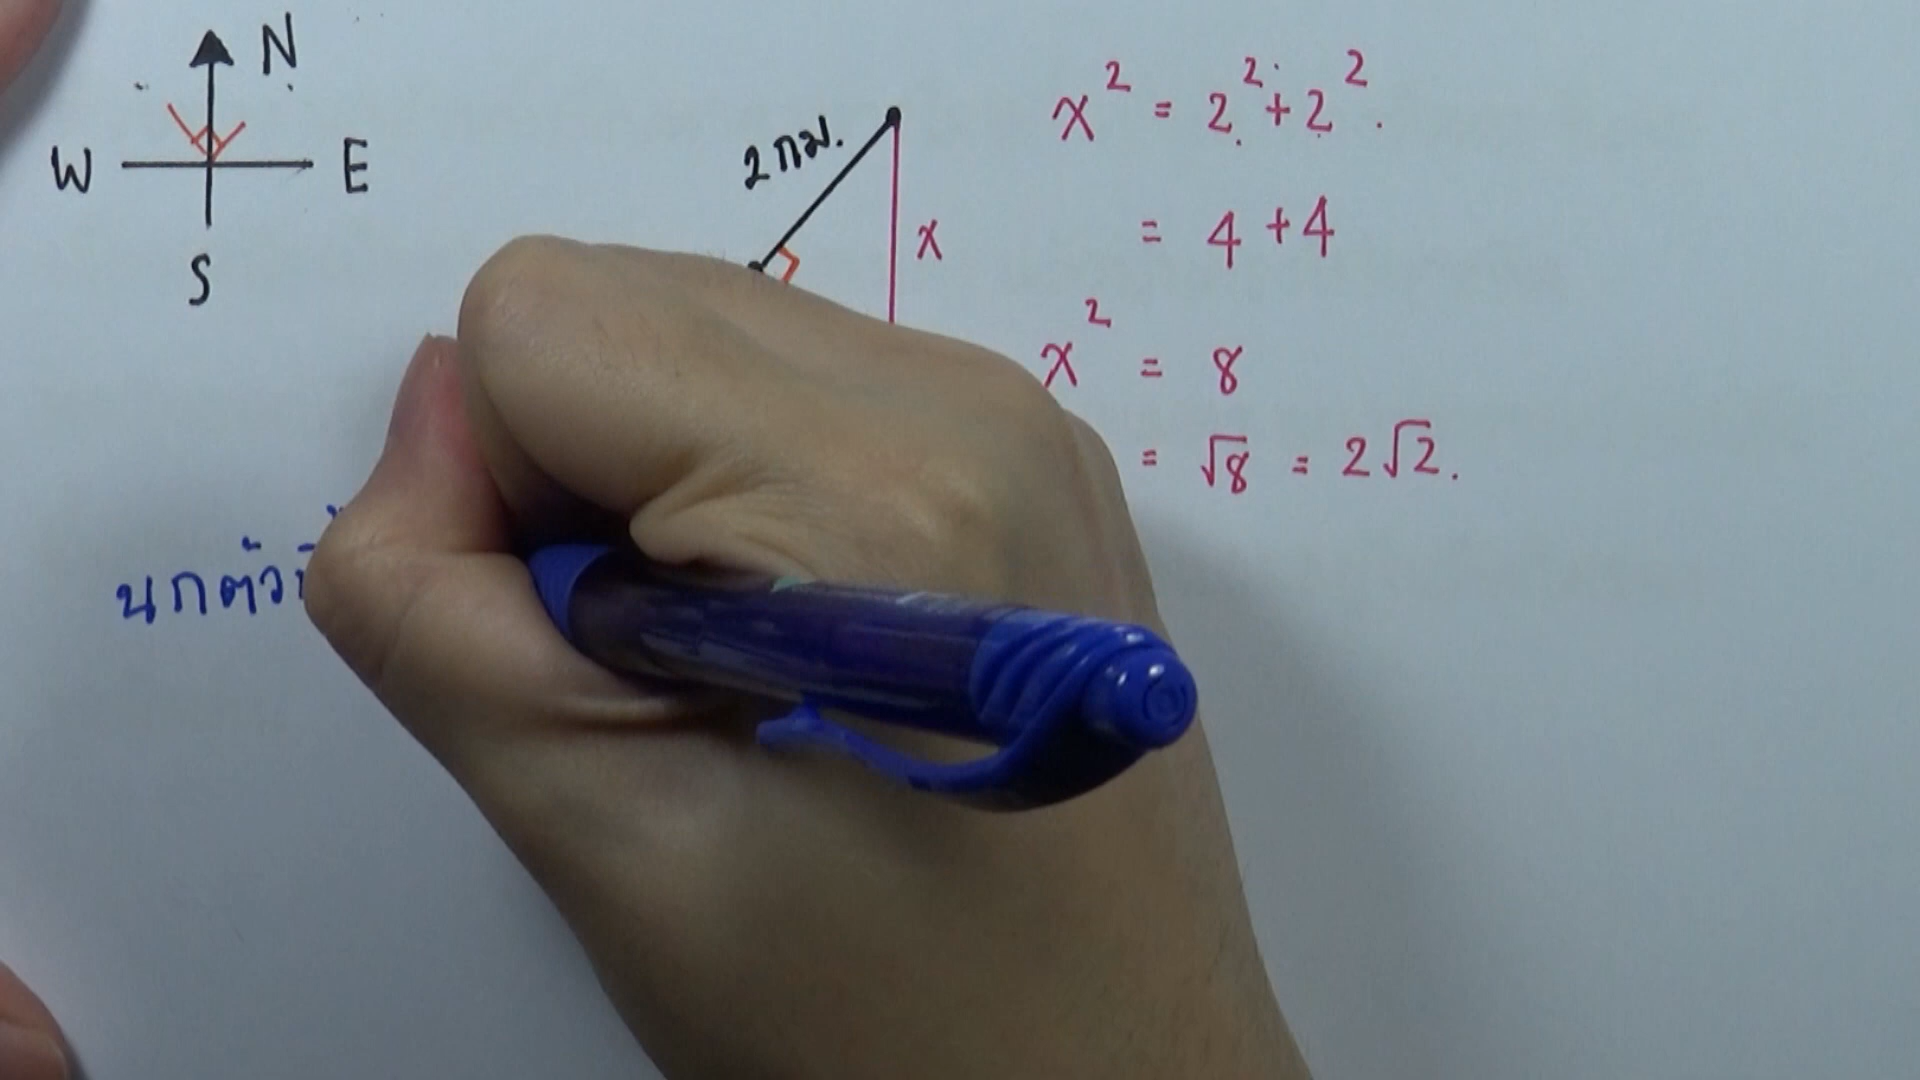 N
W E
S
2 กม.
x
x² = 2² + 2².
= 4 + 4
x² = 8
= √8 = 2√2.
นกตัว